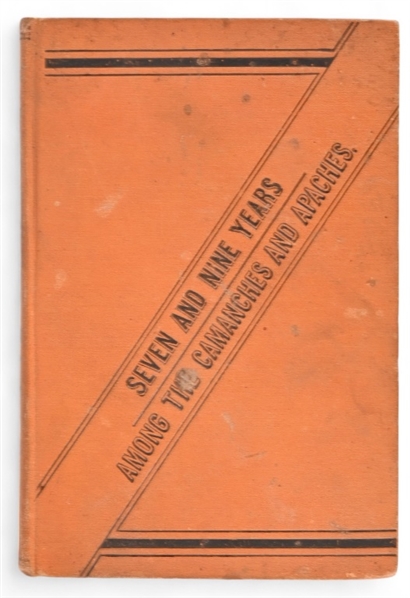 SEVEN AND NINE YEARS
AMONG THE CAMANCHES AND APACHES.